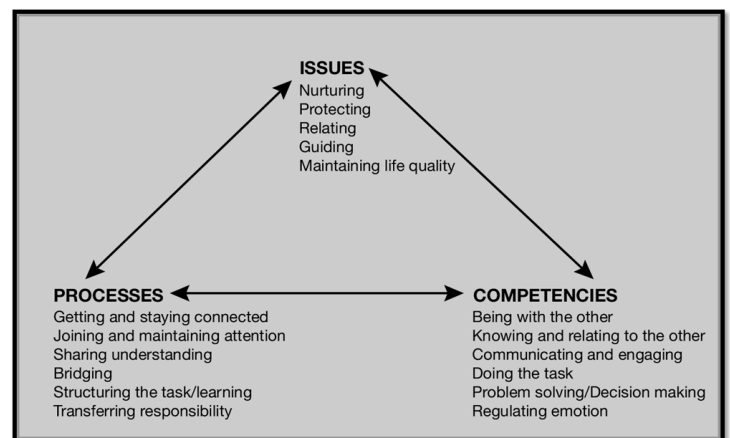 ISSUES
Nurturing
Protecting
Relating
Guiding
Maintaining life quality
PROCESSES
Getting and staying connected
Joining and maintaining attention
Sharing understanding
Bridging
Structuring the task/learning
Transferring responsibility
COMPETENCIES
Being with the other
Knowing and relating to the other
Communicating and engaging
Doing the task
Problem solving/Decision making
Regulating emotion